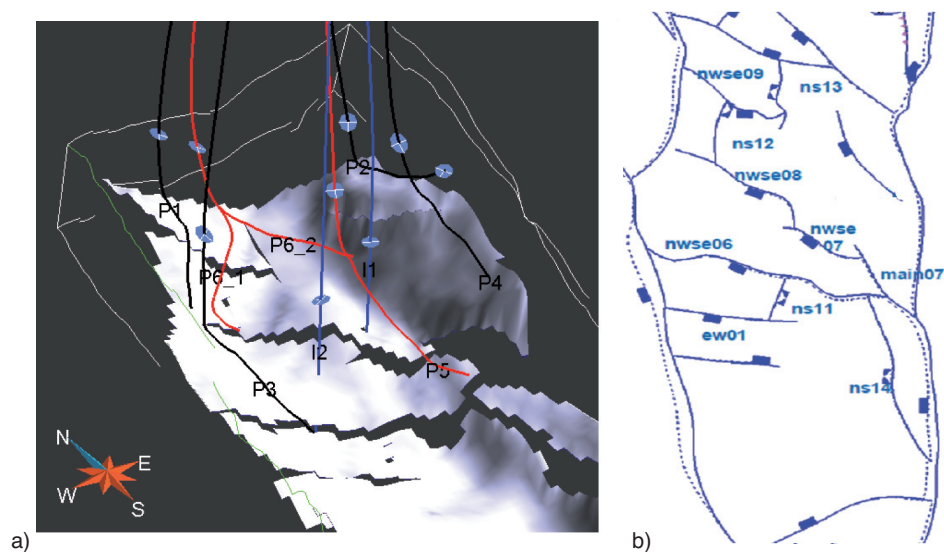 P1
P2
P6_2
P6_1
I1
P4
I2
P5
P3
N
E
W
S
a)
nwse09
ns13
ns12
nwse08
nwse
07
nwse06
main07
ns11
ew01
ns14
b)